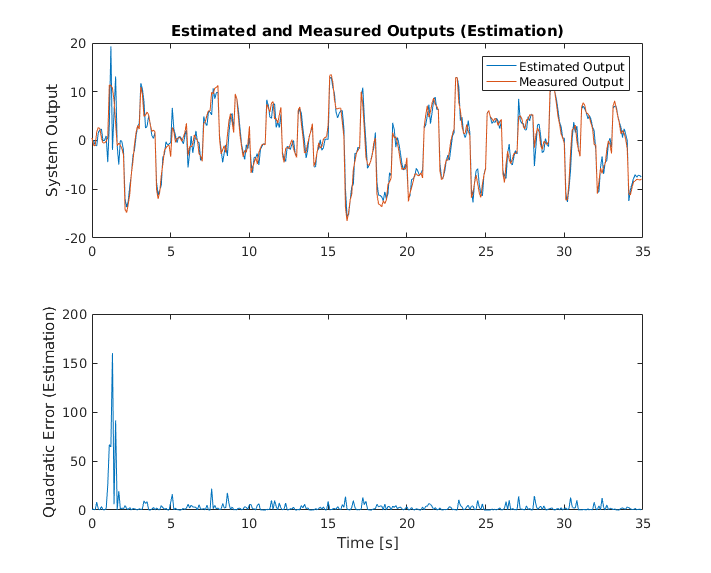 Estimated and Measured Outputs (Estimation)
System Output
20
10
0
-10
-20
Estimated Output
Measured Output
0 5 10 15 20 25 30 35
Quadratic Error (Estimation)
200
150
100
50
0
0 5 10 15 20 25 30 35
Time [s]